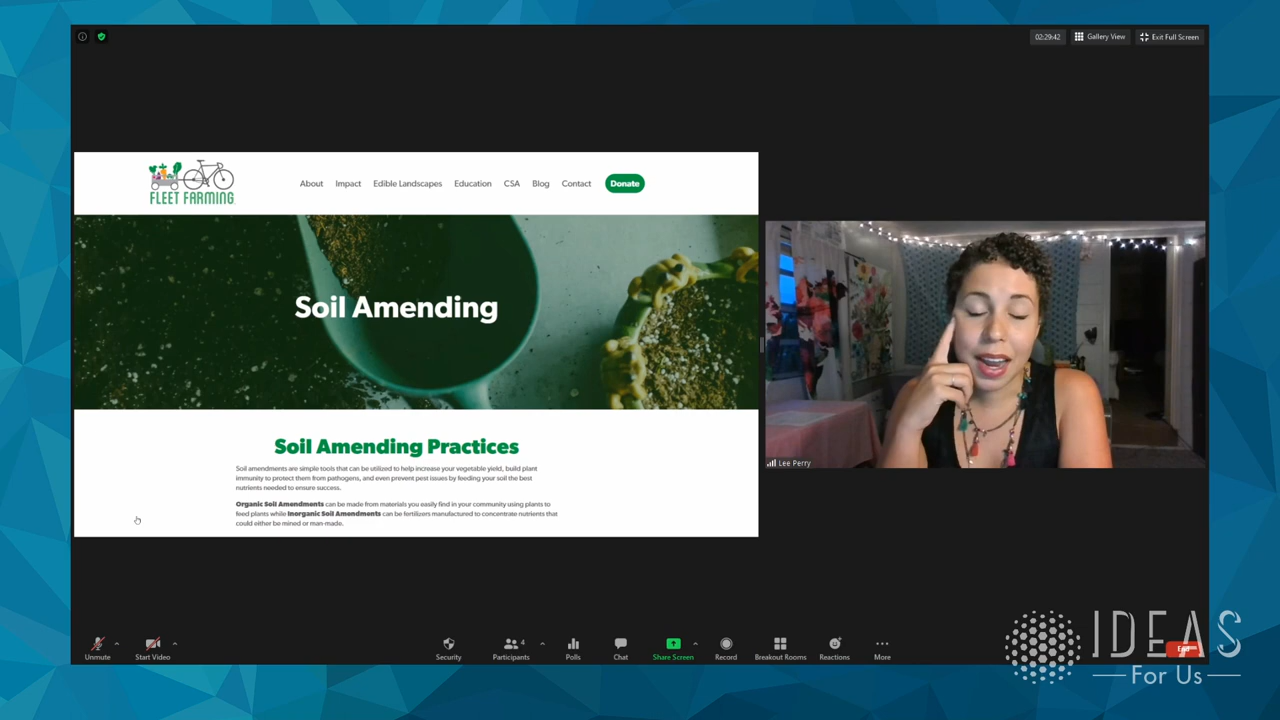 02:29:42
Gallery View
Exit Full Screen
FLEET FARMING
About Impact Edible Landscapes Education CSA Blog Contact Donate
Soil Amending
Soil Amending Practices
Soil amendments are simple tools that can be utilized to help increase your vegetable yield, build plant
immunity to protect them from pathogens, and even prevent pest issues by feeding your soil the best
nutrients needed to ensure success.
Organic Soil Amendments can be made from materials you easily find in your community using plants to
feed plants while Inorganic Soil Amendments can be fertilizers manufactured to concentrate nutrients that
could either be mined or man-made.
Lee Perry
Unmute
Start Video
Security
4
Participants
Polls
Chat
Share Screen
Record
Breakout Rooms
Reactions
More
IDEAS
For Us